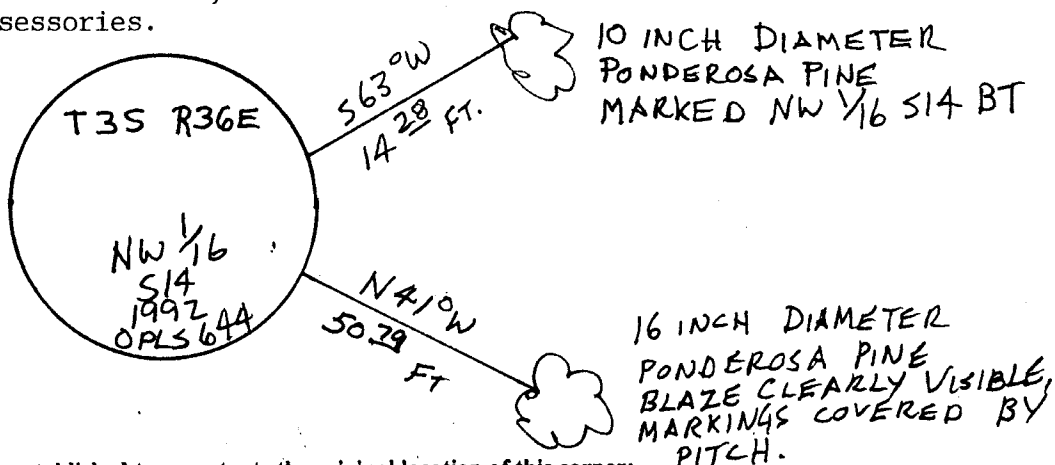 sessories.
T3S R36E
NW 1/16
S14
1992
OPLS 644
S63°W
14 28 FT.
10 INCH DIAMETER
PONDEROSA PINE
MARKED NW 1/16 S14 BT
N41°W
50.79
FT
16 INCH DIAMETER
PONDEROSA PINE
BLAZE CLEARLY VISIBLE,
MARKINGS COVERED BY
PITCH.